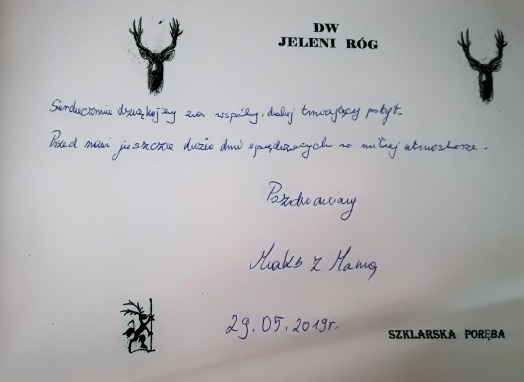 DW
JELENI RÓG
Serdecznie dziękujemy za wspólny, dalej trwający pobyt.
Przed nami jeszcze dużo dni spędzonych w miłej atmosferze.
Pozdrawiamy
Maks z Mamą
29.05.2019r.
SZKLARSKA PORĘBA